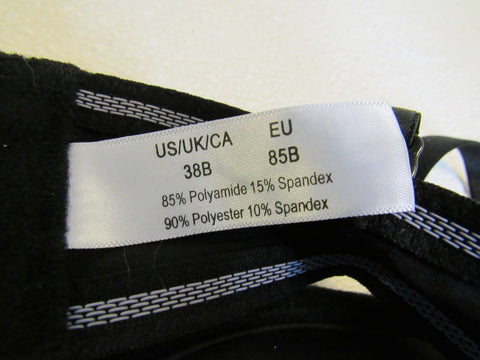 US/UK/CA EU
38B 85B
85% Polyamide 15% Spandex
90% Polyester 10% Spandex